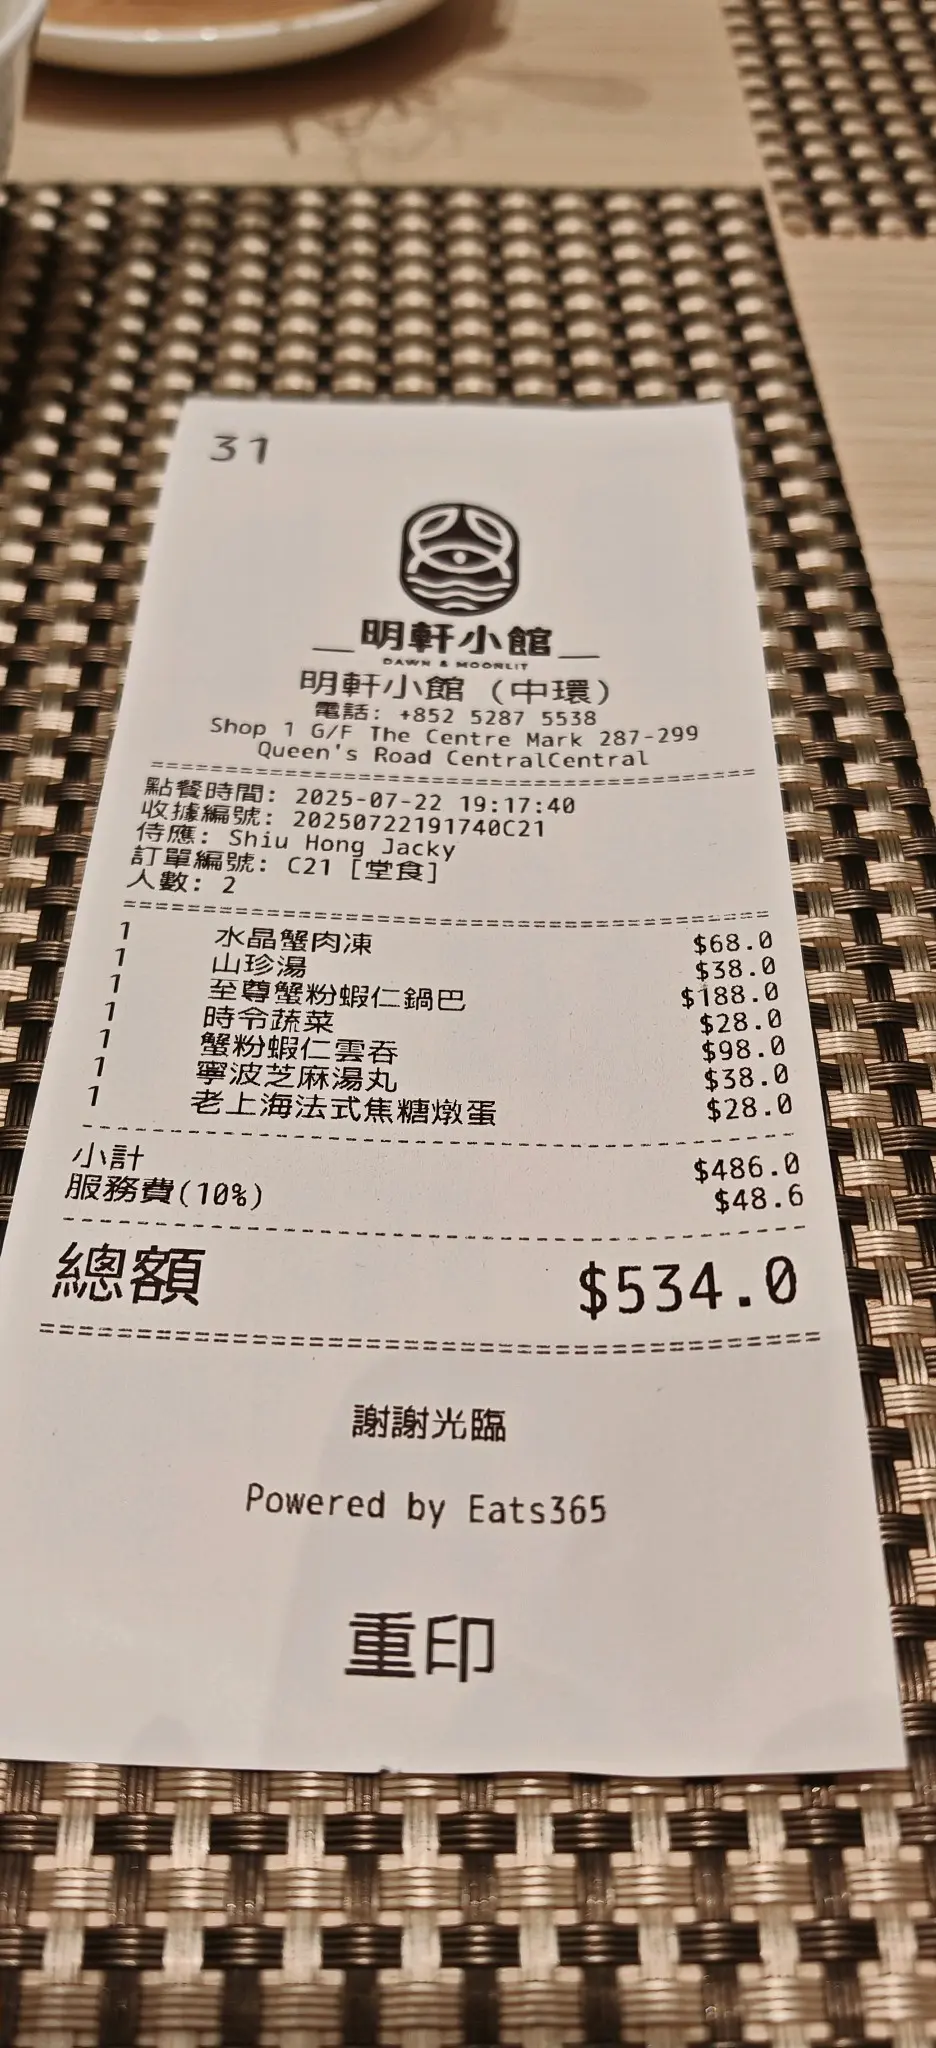 31
明軒小館
DAWN & MOONLIT
明軒小館 (中環)
電話: +852 5287 5538
Shop 1 G/F The Centre Mark 287-299
Queen's Road CentralCentral
點餐時間: 2025-07-22 19:17:40
收據編號: 20250722191740C21
侍應: Shiu Hong Jacky
訂單編號: C21 [堂食]
人數: 2
1 水晶蟹肉凍 $68.0
1 山珍湯 $38.0
1 至尊蟹粉蝦仁鍋巴 $188.0
1 時令蔬菜 $28.0
1 蟹粉蝦仁雲吞 $98.0
1 寧波芝麻湯丸 $38.0
1 老上海法式焦糖燉蛋 $28.0
小計 $486.0
服務費(10%) $48.6
總額 $534.0
謝謝光臨
Powered by Eats365
重印